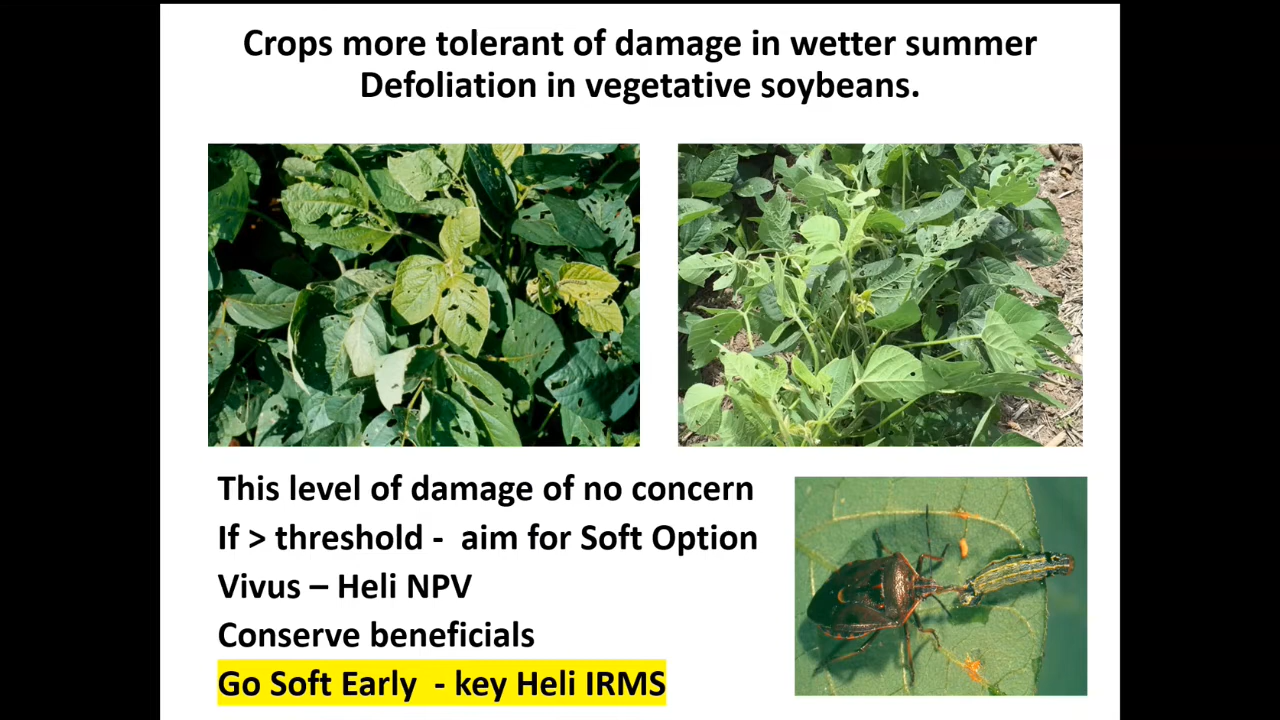 Crops more tolerant of damage in wetter summer
Defoliation in vegetative soybeans.
This level of damage of no concern
If > threshold - aim for Soft Option
Vivus – Heli NPV
Conserve beneficials
Go Soft Early - key Heli IRMS